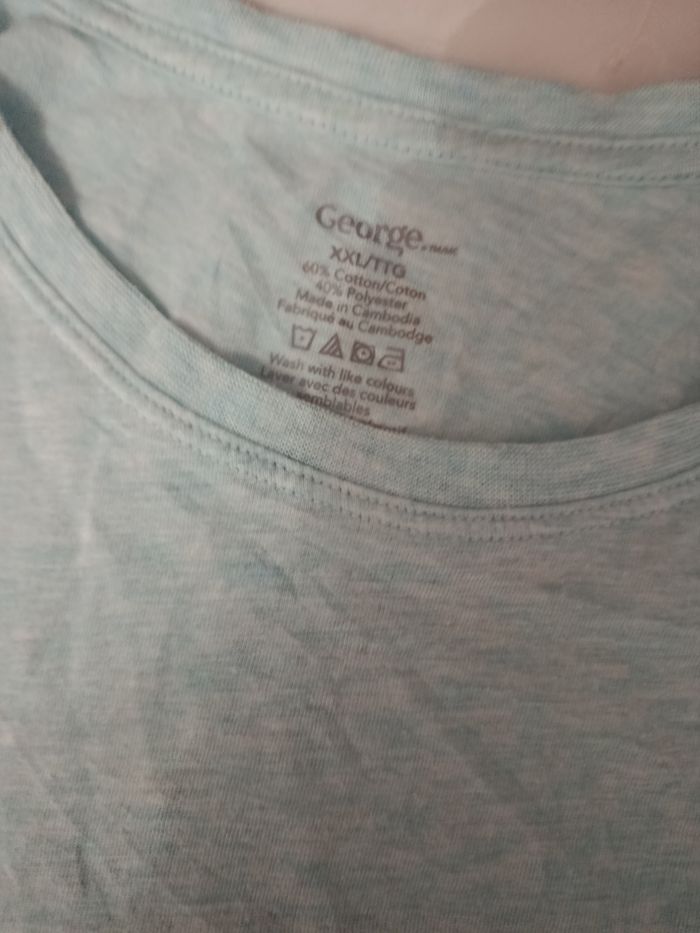 George
XXL/TTG
60% Cotton/Coton
40% Polyester
Made in Cambodia
Fabriqué au Cambodge
Wash with like colours
Laver avec des couleurs
semblables